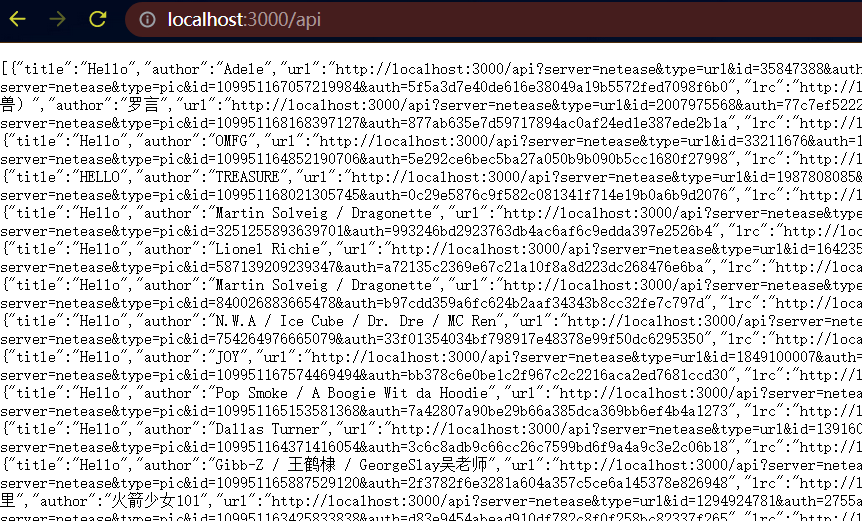 localhost:3000/api
[{"title":"Hello","author":"Adele","url":"http://localhost:3000/api?server=netease&type=url&id=35847388&auth
server=netease&type=pic&id=109951167057219984&auth=5f5a3d7e40de616e38049a19b5572fed7098f6b0","lrc":"http://l
兽）","author":"罗言","url":"http://localhost:3000/api?server=netease&type=url&id=2007975568&auth=77c7ef5222
server=netease&type=pic&id=109951168168397127&auth=877ab635e7d59717894ac0af24ed1e387ede2b1a","lrc":"http://l
{"title":"Hello","author":"OMFG","url":"http://localhost:3000/api?server=netease&type=url&id=33211676&auth=1
server=netease&type=pic&id=109951164852190706&auth=5e292ce6bec5ba27a050b9b090b5cc1680f27998","lrc":"http://l
{"title":"HELLO","author":"TREASURE","url":"http://localhost:3000/api?server=netease&type=url&id=1987808085&
server=netease&type=pic&id=109951168021305745&auth=0c29e5876c9f582c081341f714e19b0a6b9d2076","lrc":"http://l
{"title":"Hello","author":"Martin Solveig / Dragonette","url":"http://localhost:3000/api?server=netease&type
server=netease&type=pic&id=3251255893639701&auth=993246bd2923763db4ac6af6c9edda397e2526b4","lrc":"http://loc
{"title":"Hello","author":"Lionel Richie","url":"http://localhost:3000/api?server=netease&type=url&id=164235
server=netease&type=pic&id=587139209239347&auth=a72135c2369e67c21a10f8a8d223dc268476e6ba","lrc":"http://loca
{"title":"Hello","author":"Martin Solveig / Dragonette","url":"http://localhost:3000/api?server=netease&type
server=netease&type=pic&id=840026883665478&auth=b97cdd359a6fc624b2aaf34343b8cc32fe7c797d","lrc":"http://loca
{"title":"Hello","author":"N.W.A / Ice Cube / Dr. Dre / MC Ren","url":"http://localhost:3000/api?server=nete
server=netease&type=pic&id=754264976665079&auth=33f01354034bf798917e48378e99f50dc6295350","lrc":"http://loca
{"title":"Hello","author":"JOY","url":"http://localhost:3000/api?server=netease&type=url&id=1849100007&auth=
server=netease&type=pic&id=109951167574469494&auth=bb378c6e0be1c2f967c2c2216aca2ed7681ccd30","lrc":"http://l
{"title":"Hello","author":"Pop Smoke / A Boogie Wit da Hoodie","url":"http://localhost:3000/api?server=netea
server=netease&type=pic&id=109951165153581368&auth=7a42807a90be29b66a385dca369bb6ef4b4a1273","lrc":"http://l
{"title":"Hello","author":"Dallas Turner","url":"http://localhost:3000/api?server=netease&type=url&id=139160
server=netease&type=pic&id=109951164371416054&auth=3c6c8adb9c66cc26c7599bd6f9a4a9c3e2c06b18","lrc":"http://l
{"title":"Hello","author":"Gibb-Z / 王鹤棣 / GeorgeSlay吴老师","url":"http://localhost:3000/api?server=netease
server=netease&type=pic&id=109951165887529120&auth=2f3782f6e3281a604a357c5ce6a145378e826948","lrc":"http://l
里","author":"火箭少女101","url":"http://localhost:3000/api?server=netease&type=url&id=1294924781&auth=2755a
server=netease&type=pic&id=109951163425833838&auth=d83e9454abead910df782c8f0f258bc82337f265","lrc":"http://l